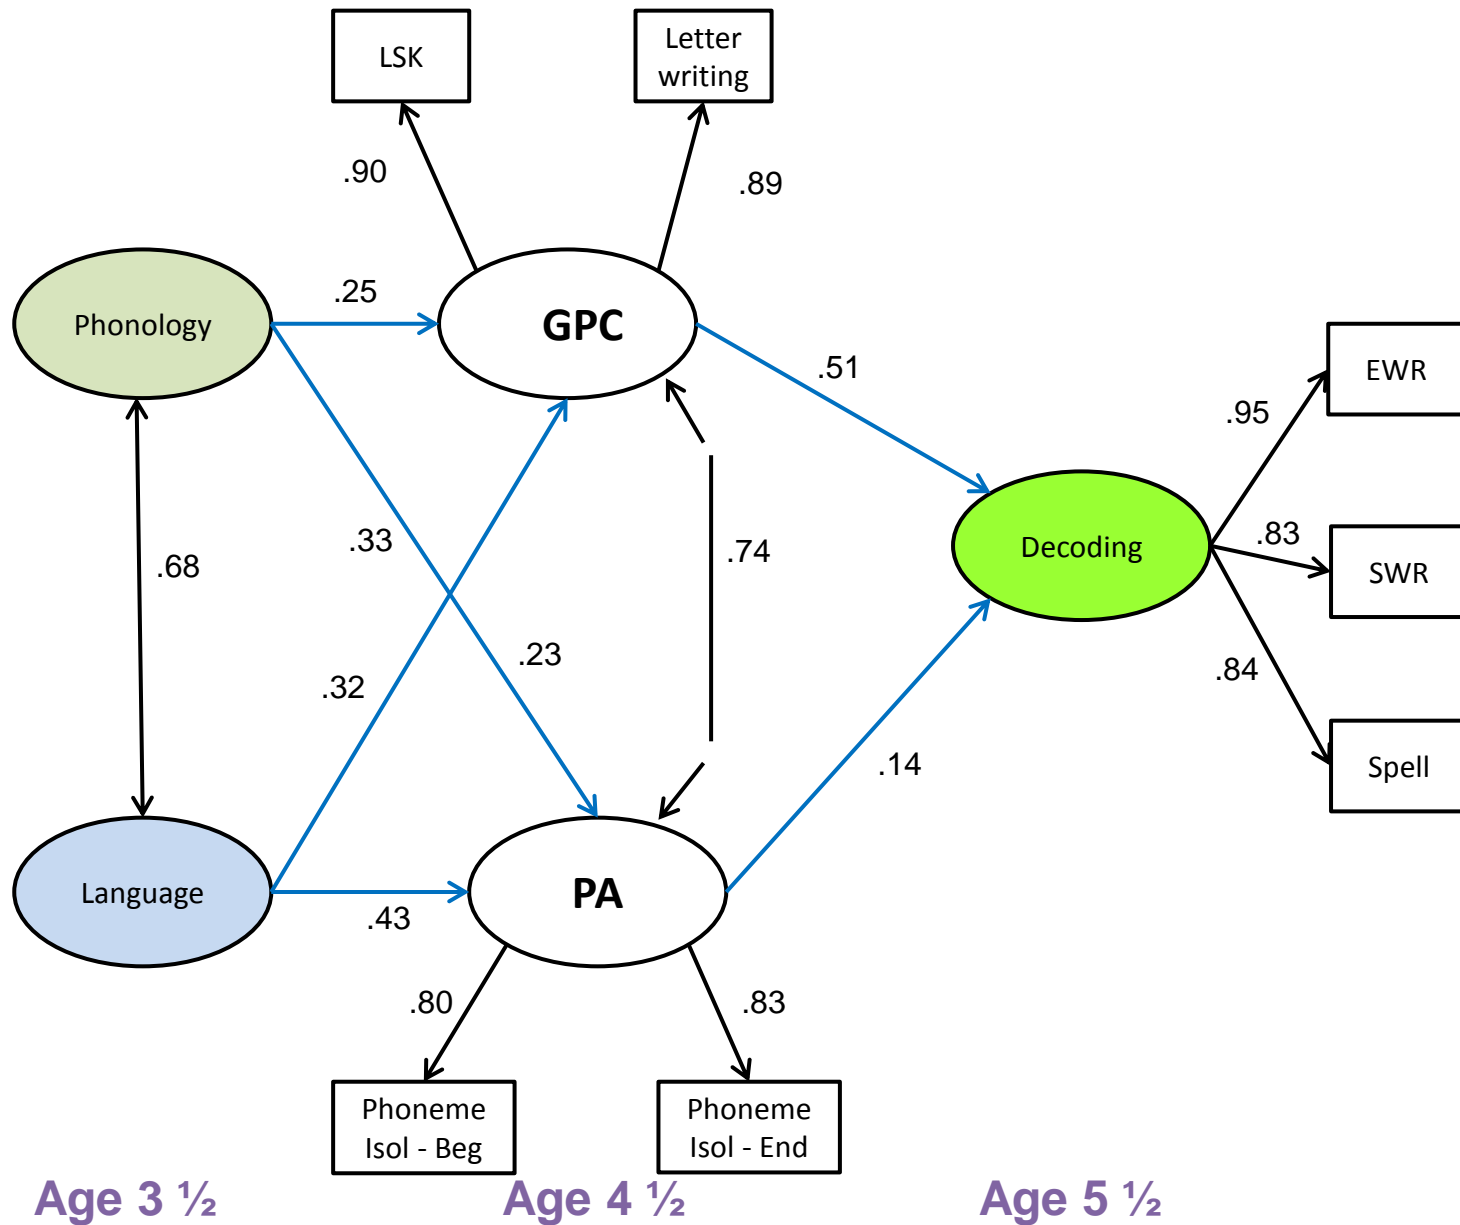 LSK
Letter
writing
.90
.89
Phonology
.25
GPC
.51
EWR
.95
.33
.74
Decoding
.83
SWR
.68
.23
.32
.84
Spell
.14
Language
.43
PA
.80
.83
Phoneme
Isol - Beg
Phoneme
Isol - End
Age 3 ½
Age 4 ½
Age 5 ½